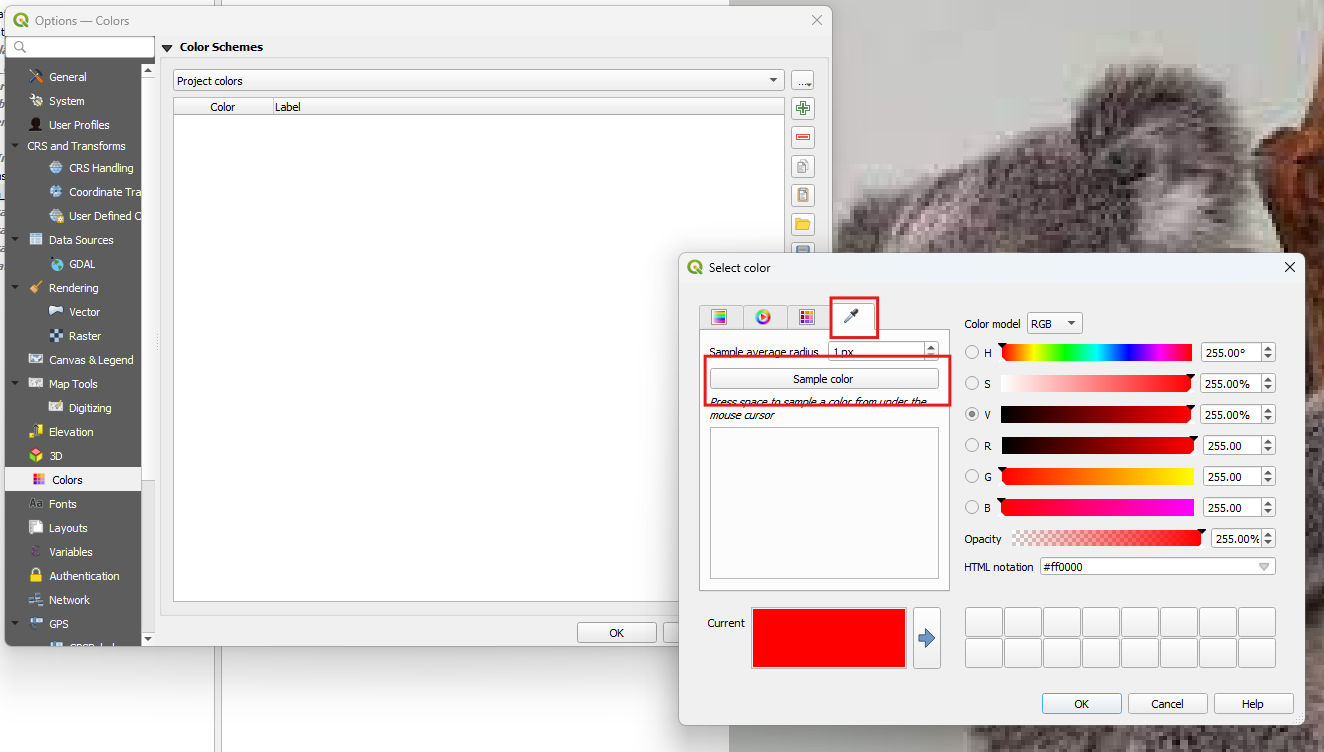 Options — Colors
Color Schemes
General
Project colors
...
System
Color
Label
User Profiles
CRS and Transforms
CRS Handling
Coordinate Tra
User Defined C
Data Sources
GDAL
Rendering
Vector
Raster
Canvas & Legend
Map Tools
Digitizing
Elevation
3D
Colors
Fonts
Layouts
Variables
Authentication
Network
GPS
OK
Select color
Color model
RGB
Sample average radius
1 px
Sample color
Press space to sample a color from under the
mouse cursor
H
255.00°
S
255.00%
V
255.00%
R
255.00
G
255.00
B
255.00
Opacity
255.00%
HTML notation
#ff0000
Current
OK
Cancel
Help